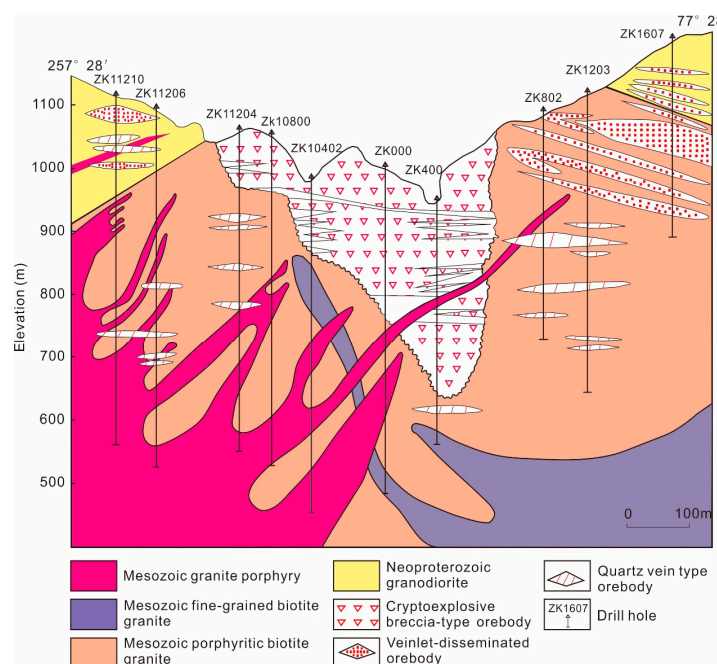 77° 28
ZK1607
257° 28′
ZK11210
ZK1203
ZK11206
ZK802
ZK11204
ZK10800
ZK10402
ZK000
ZK400
1100
1000
900
800
700
600
500
Elevation (m)
0 100m
Mesozoic granite porphyry
Mesozoic fine-grained biotite
granite
Mesozoic porphyritic biotite
granite
Neoproterozoic
granodiorite
Cryptoexplosive
breccia-type orebody
Veinlet-disseminated
orebody
Quartz vein type
orebody
ZK1607
Drill hole